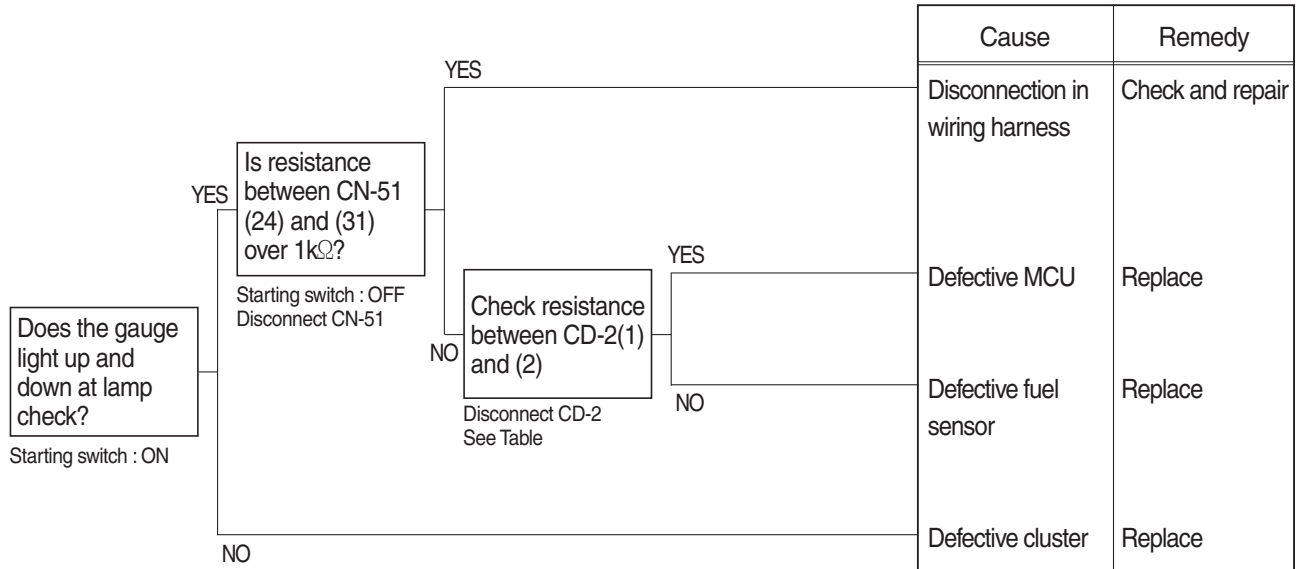 Cause
Remedy
YES
Disconnection in
wiring harness
Check and repair
YES
Is resistance
between CN-51
(24) and (31)
over 1kΩ?
Starting switch : OFF
Disconnect CN-51
YES
Defective MCU
Replace
NO
Check resistance
between CD-2(1)
and (2)
Disconnect CD-2
See Table
NO
Defective fuel
sensor
Replace
Does the gauge
light up and
down at lamp
check?
Starting switch : ON
NO
Defective cluster
Replace